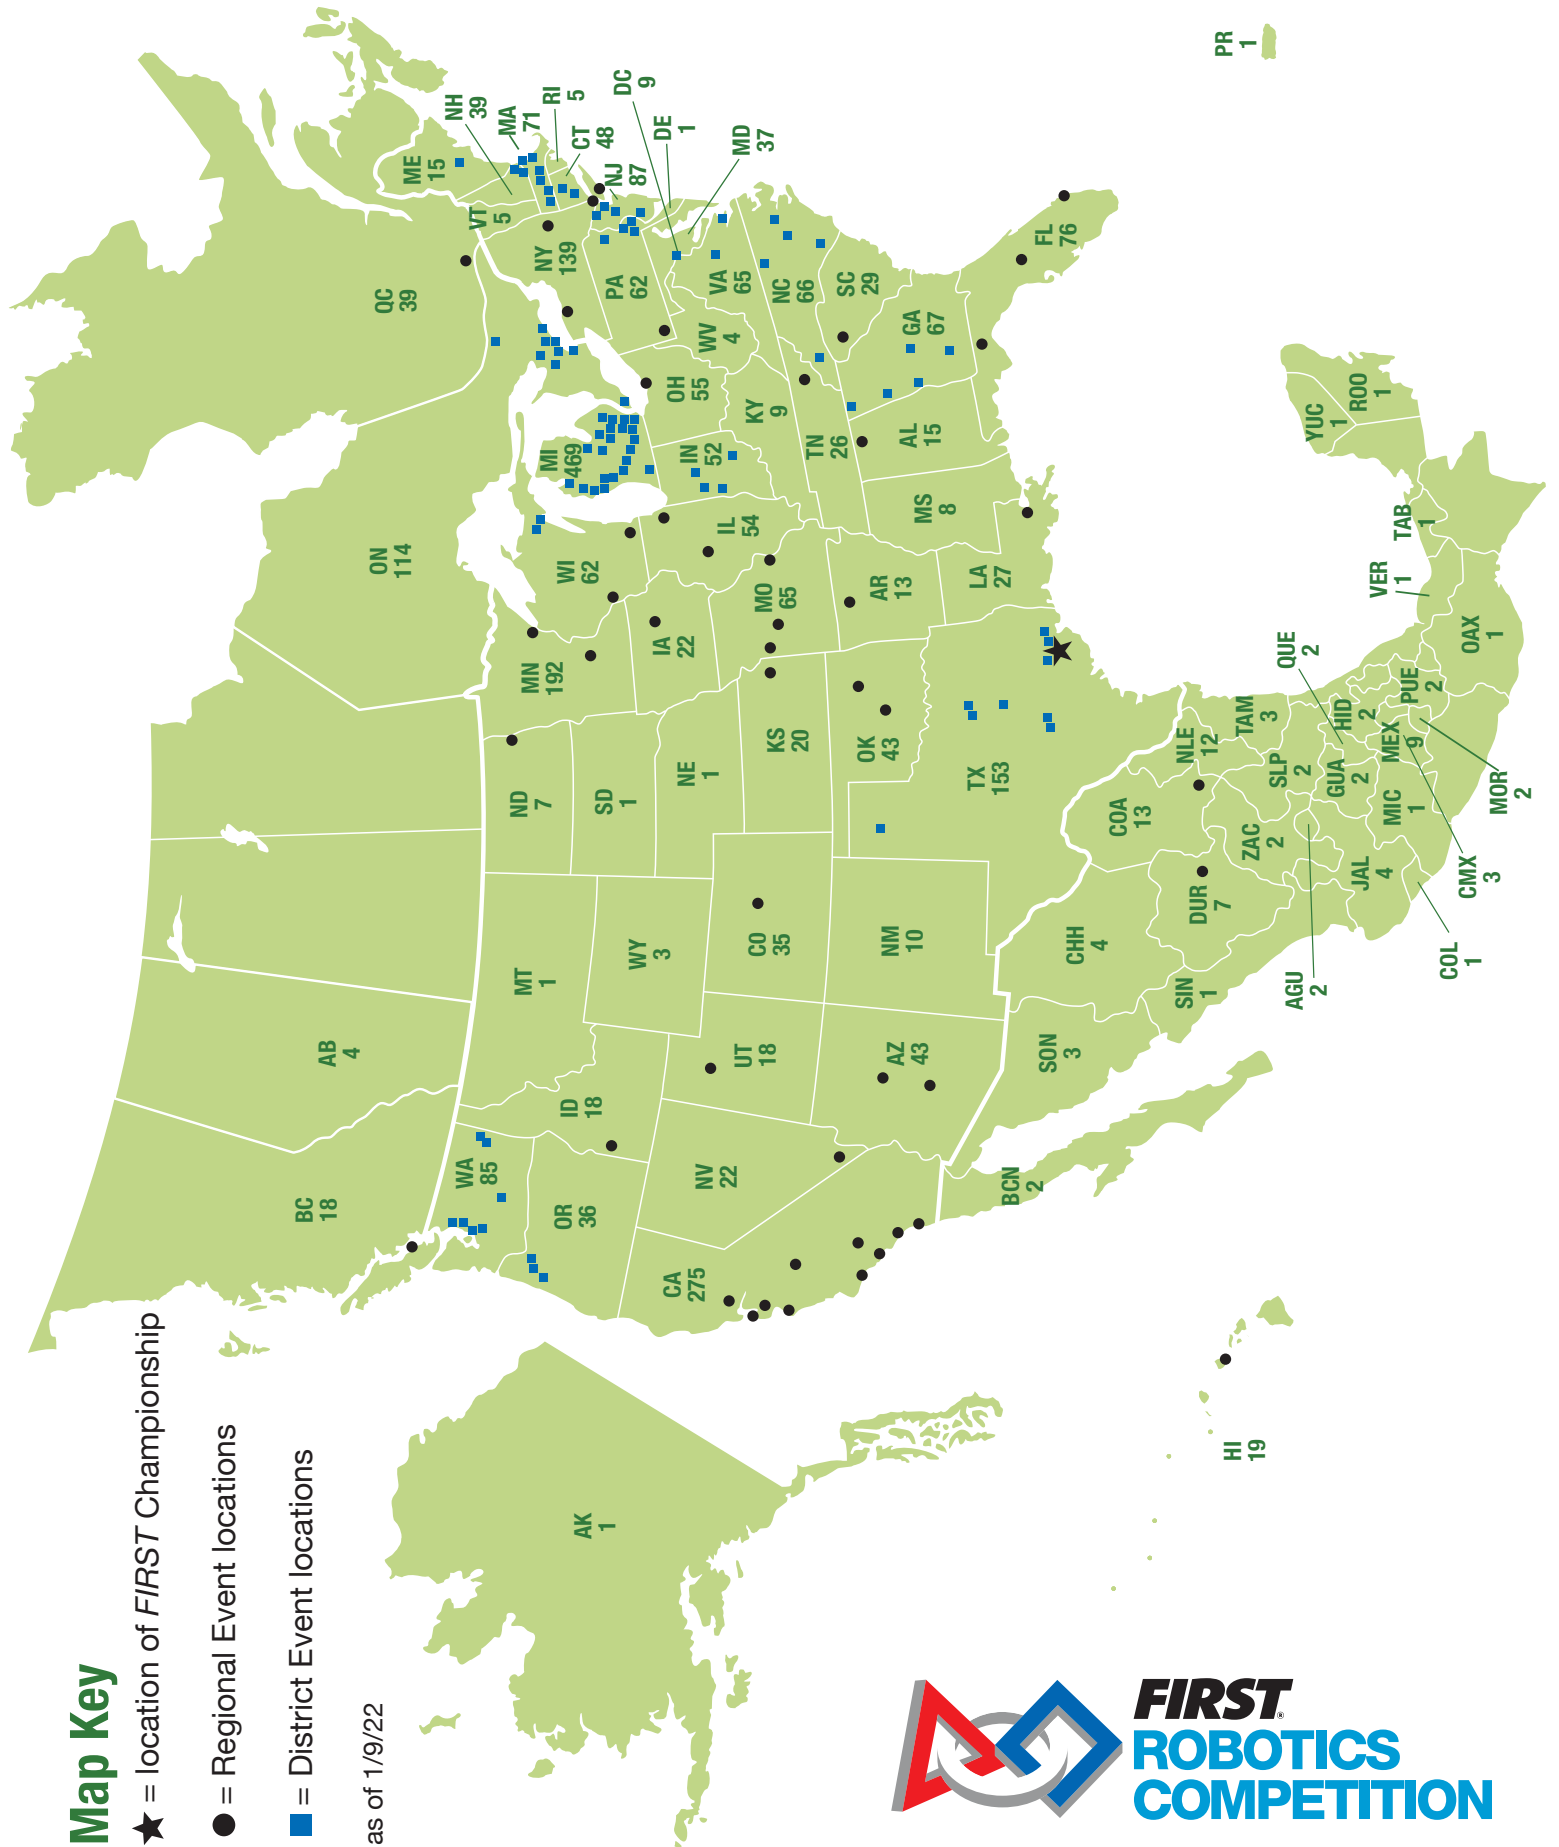 Map Key
★ = location of FIRST Championship
● = Regional Event locations
■ = District Event locations
as of 1/9/22
AK
1
HI
19
BC
18
AB
4
ON
114
QC
39
WA
85
OR
36
CA
275
NV
22
ID
18
MT
1
WY
3
UT
18
AZ
43
CO
35
NM
10
ND
7
SD
1
NE
1
KS
20
OK
43
TX
153
MN
192
IA
22
MO
65
AR
13
LA
27
WI
62
IL
54
MI
469
IN
52
OH
55
KY
9
TN
26
MS
8
AL
15
GA
67
FL
76
SC
29
NC
66
VA
65
WV
4
PA
62
NY
139
VT
5
ME
15
NH
39
MA
71
RI
5
CT
48
NJ
87
DC
9
DE
1
MD
37
PR
1
BCN
2
SON
3
CHH
4
SIN
1
DUR
7
COA
13
NLE
12
TAM
3
ZAC
2
SLP
2
AGU
2
JAL
4
COL
1
GUA
2
QUE
2
HID
2
MEX
9
MIC
1
CMX
3
MOR
2
PUE
2
VER
1
OAX
1
TAB
1
YUC
1
ROO
1
FIRST®
ROBOTICS
COMPETITION